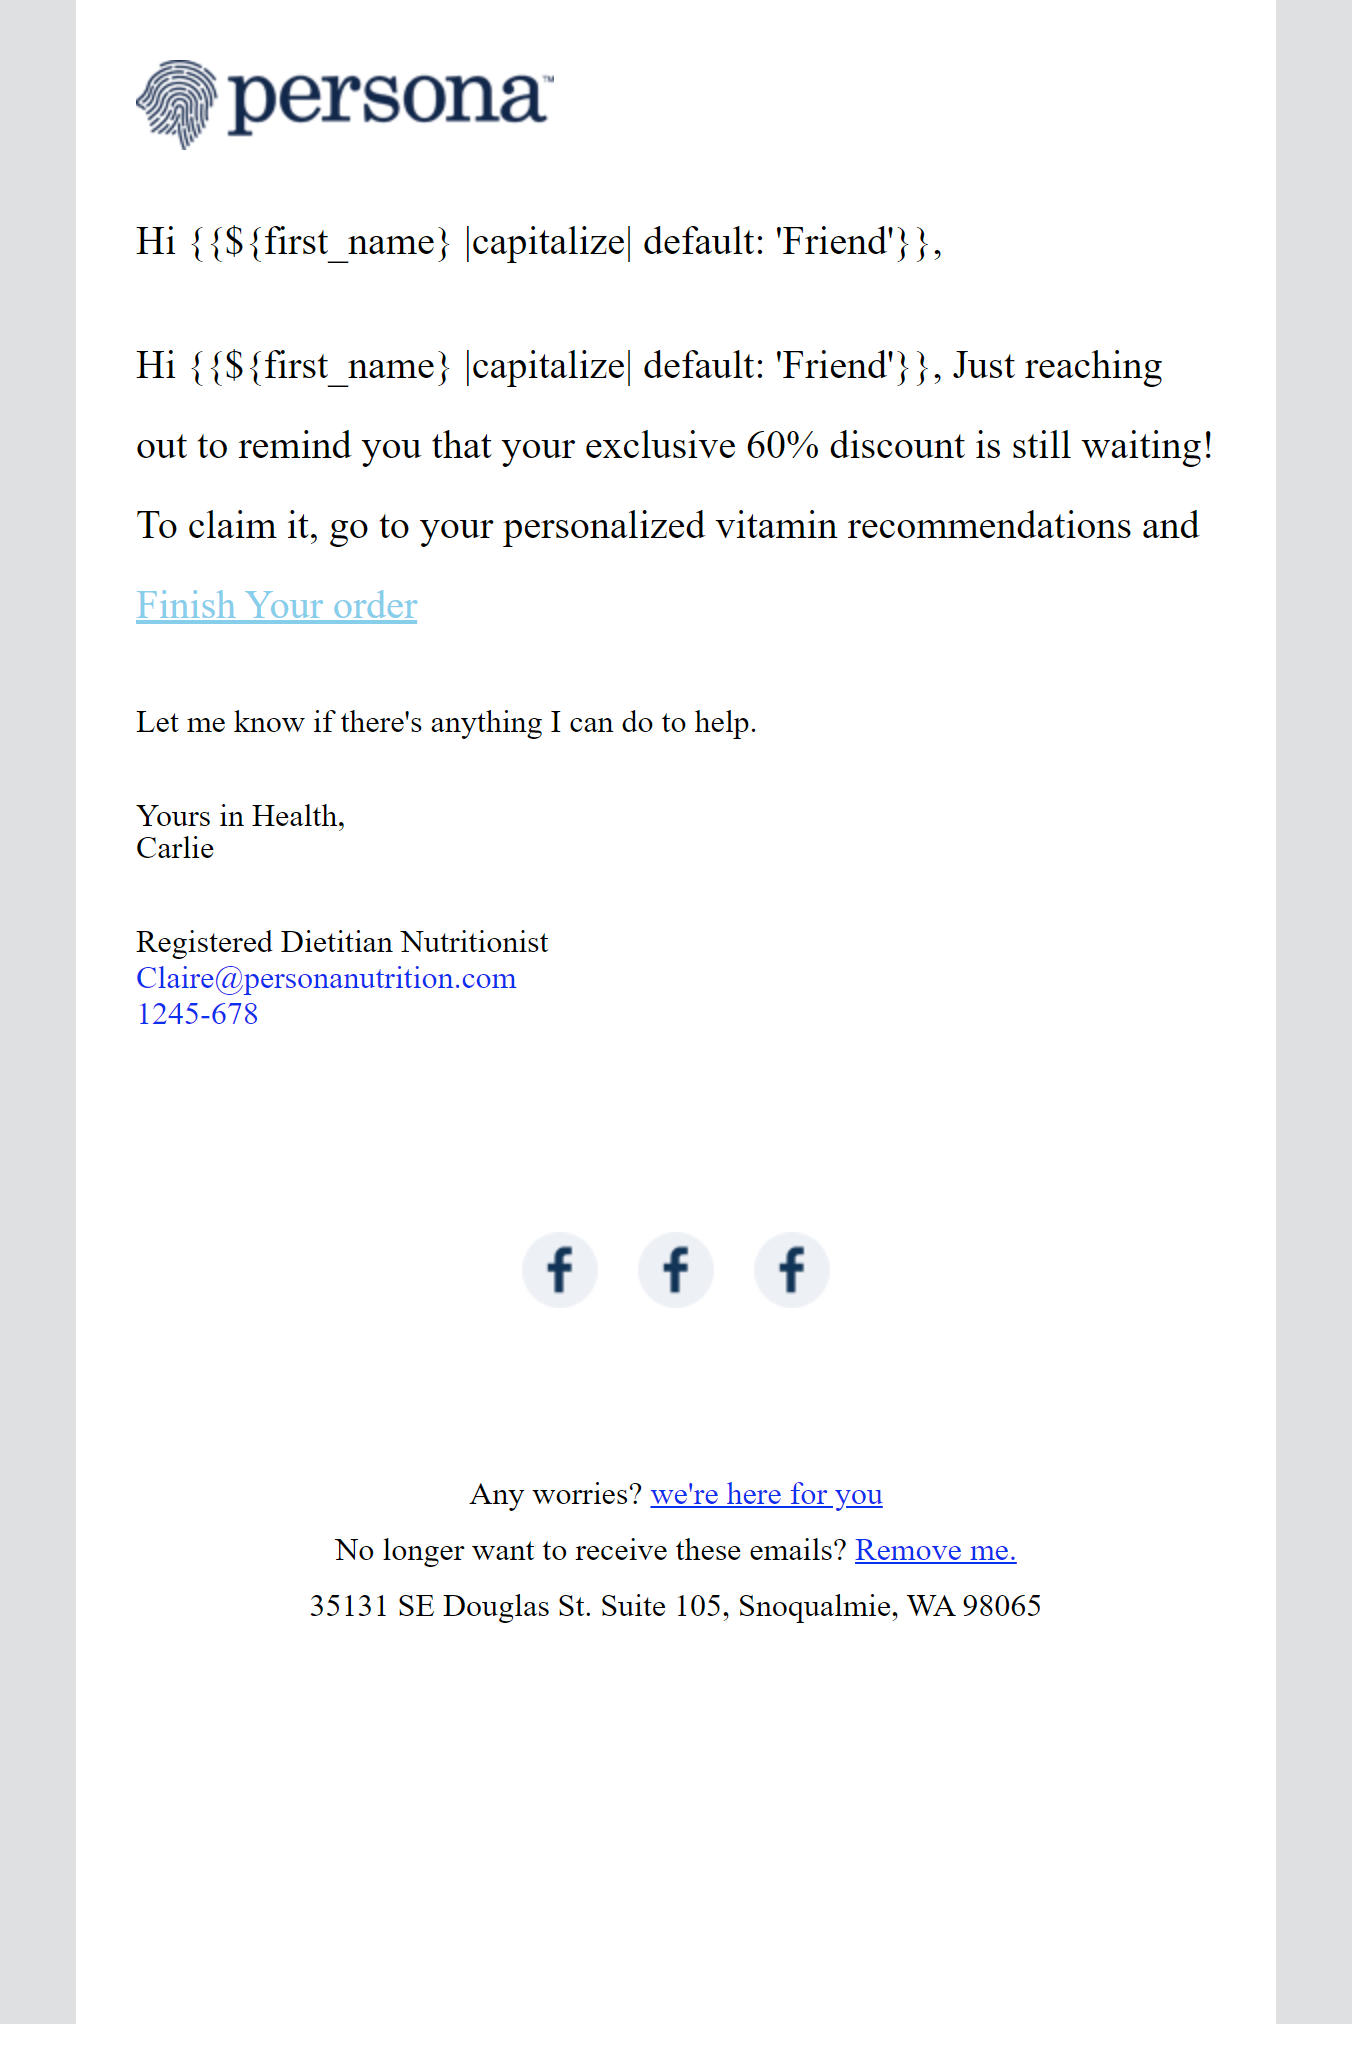 persona™
Hi {{${first_name} |capitalize| default: 'Friend'}},
Hi {{${first_name} |capitalize| default: 'Friend'}}, Just reaching
out to remind you that your exclusive 60% discount is still waiting!
To claim it, go to your personalized vitamin recommendations and
Finish Your order
Let me know if there's anything I can do to help.
Yours in Health,
Carlie
Registered Dietitian Nutritionist
Claire@personanutrition.com
1245-678
f f f
Any worries? we're here for you
No longer want to receive these emails? Remove me.
35131 SE Douglas St. Suite 105, Snoqualmie, WA 98065